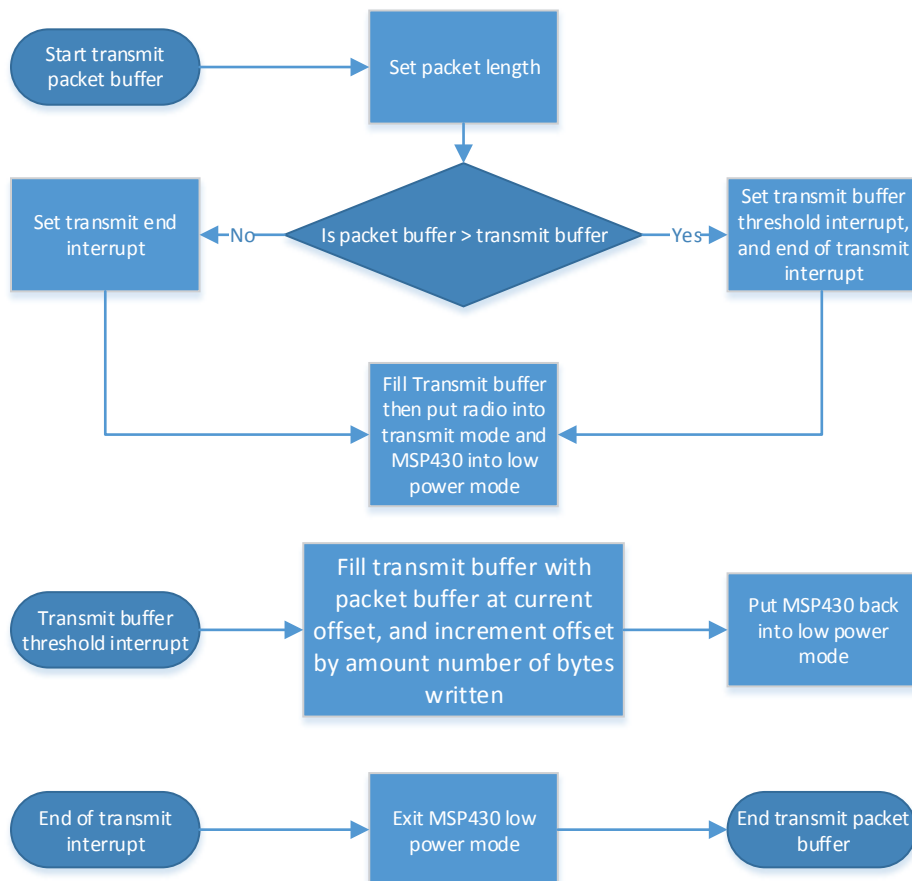 Start transmit
packet buffer
Set packet length
Is packet buffer > transmit buffer
No
Yes
Set transmit end
interrupt
Set transmit buffer
threshold interrupt,
and end of transmit
interrupt
Fill Transmit buffer
then put radio into
transmit mode and
MSP430 into low
power mode
Transmit buffer
threshold interrupt
Fill transmit buffer with
packet buffer at current
offset, and increment offset
by amount number of bytes
written
Put MSP430 back
into low power
mode
End of transmit
interrupt
Exit MSP430 low
power mode
End transmit packet
buffer